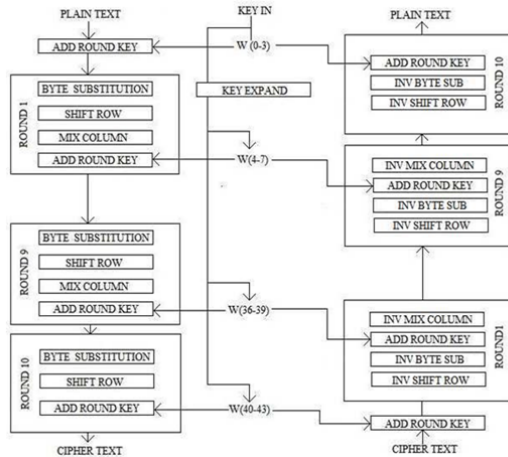 PLAIN TEXT
ADD ROUND KEY
ROUND 1
BYTE SUBSTITUTION
SHIFT ROW
MIX COLUMN
ADD ROUND KEY
ROUND 9
BYTE SUBSTITUTION
SHIFT ROW
MIX COLUMN
ADD ROUND KEY
ROUND 10
BYTE SUBSTITUTION
SHIFT ROW
ADD ROUND KEY
CIPHER TEXT
KEY IN
W (0-3)
KEY EXPAND
W(4-7)
W(36-39)
W(40-43)
PLAIN TEXT
ADD ROUND KEY
INV BYTE SUB
INV SHIFT ROW
ROUND 10
INV MIX COLUMN
ADD ROUND KEY
INV BYTE SUB
INV SHIFT ROW
ROUND 9
INV MIX COLUMN
ADD ROUND KEY
INV BYTE SUB
INV SHIFT ROW
ROUND1
ADD ROUND KEY
CIPHER TEXT